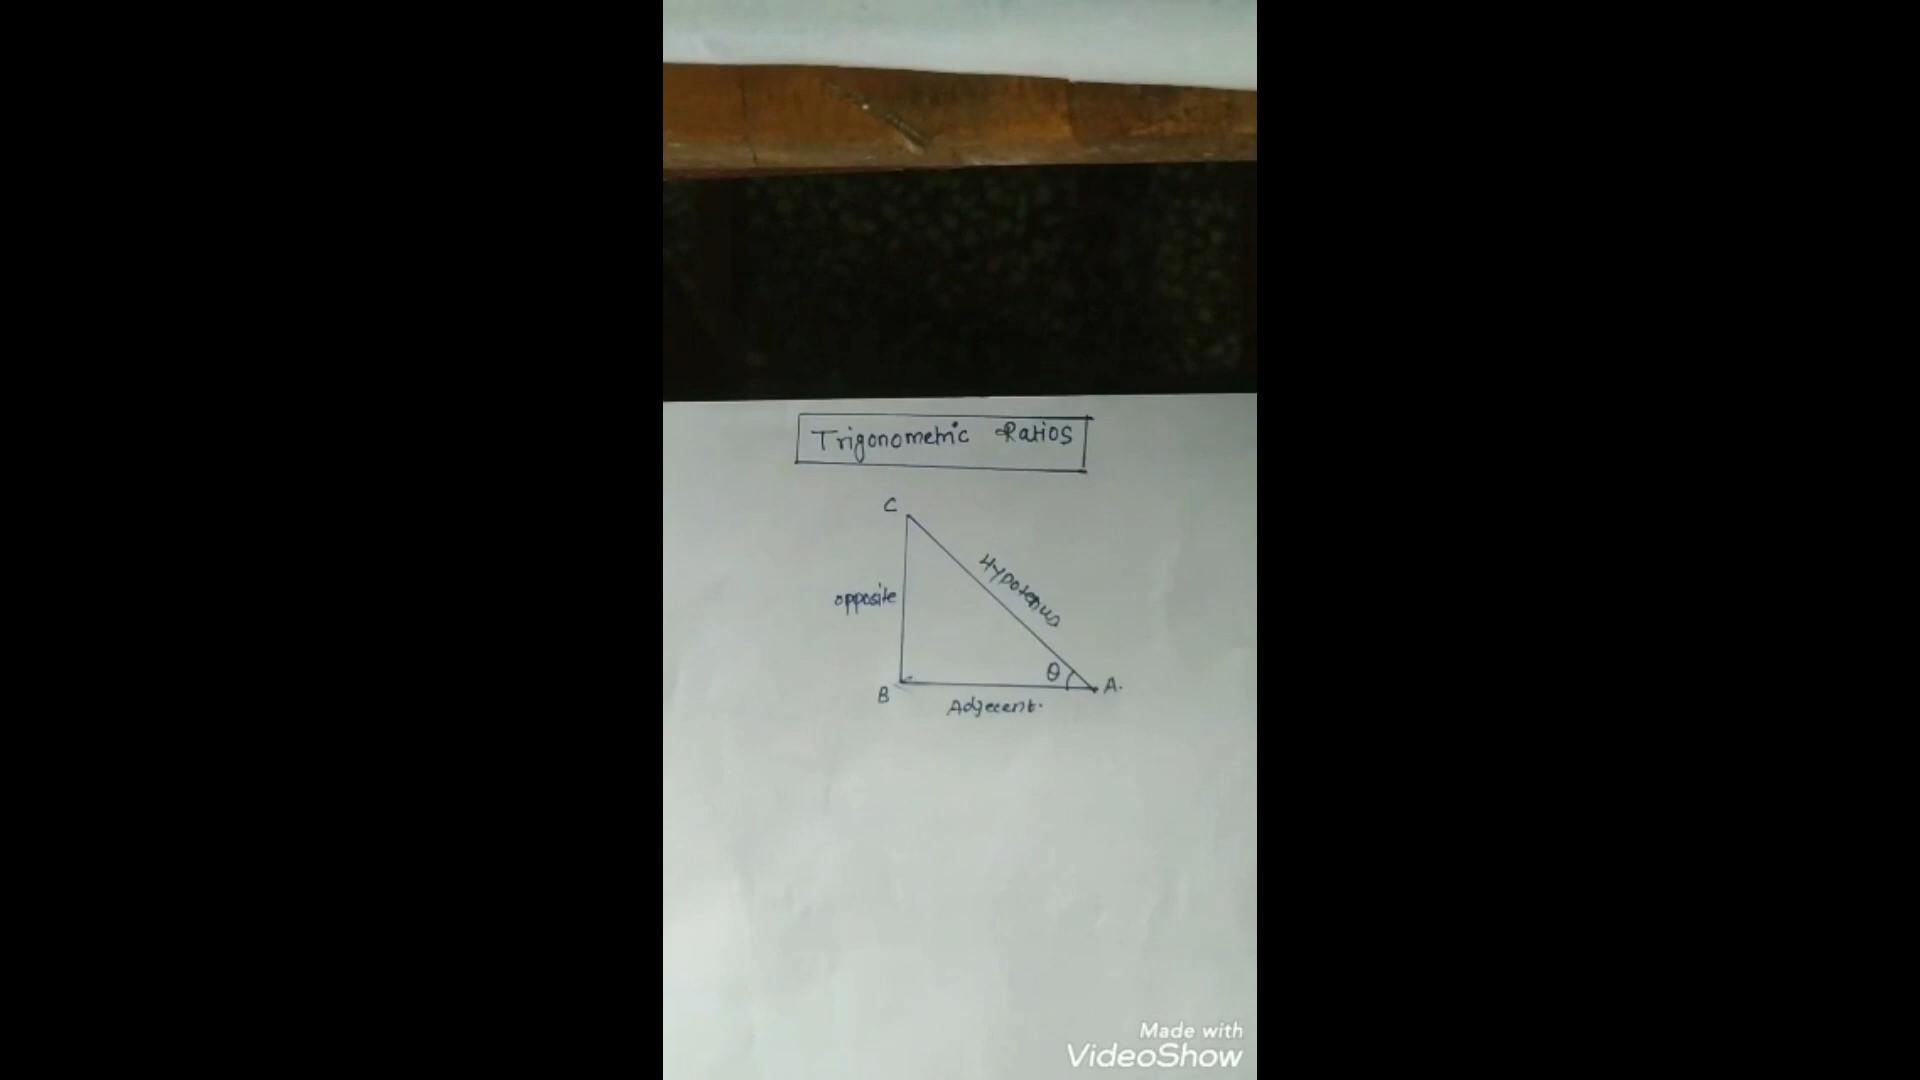 Trigonometric Ratios
C
Hypotenus
opposite
θ
A.
B
Adjecent.
Made with
VideoShow